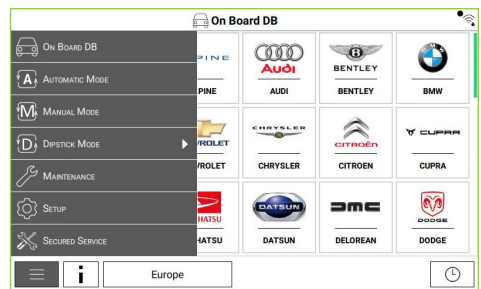 On Board DB
On Board DB
A Automatic Mode
M Manual Mode
D Dipstick Mode
Maintenance
Setup
Secured Service
PINE
Audi
BENTLEY
BMW
PINE
AUDI
BENTLEY
BMW
VROLET
CHRYSLER
CITROËN
CUPRA
ROLET
CHRYSLER
CITROEN
CUPRA
HATSU
DATSUN
DMC
DODGE
HATSU
DATSUN
DELOREAN
DODGE
i
Europe